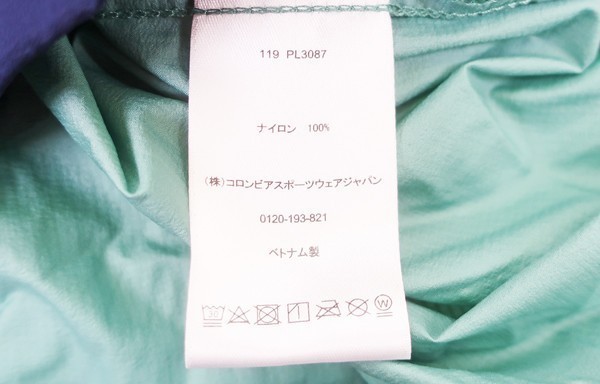 119 PL3087
ナイロン 100%
(株)コロンビアスポーツウェアジャパン
0120-193-821
ベトナム製